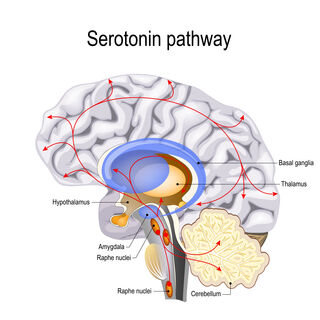 Serotonin pathway
Basal ganglia
Thalamus
Hypothalamus
Amygdala
Raphe nuclei
Raphe nuclei
Cerebellum